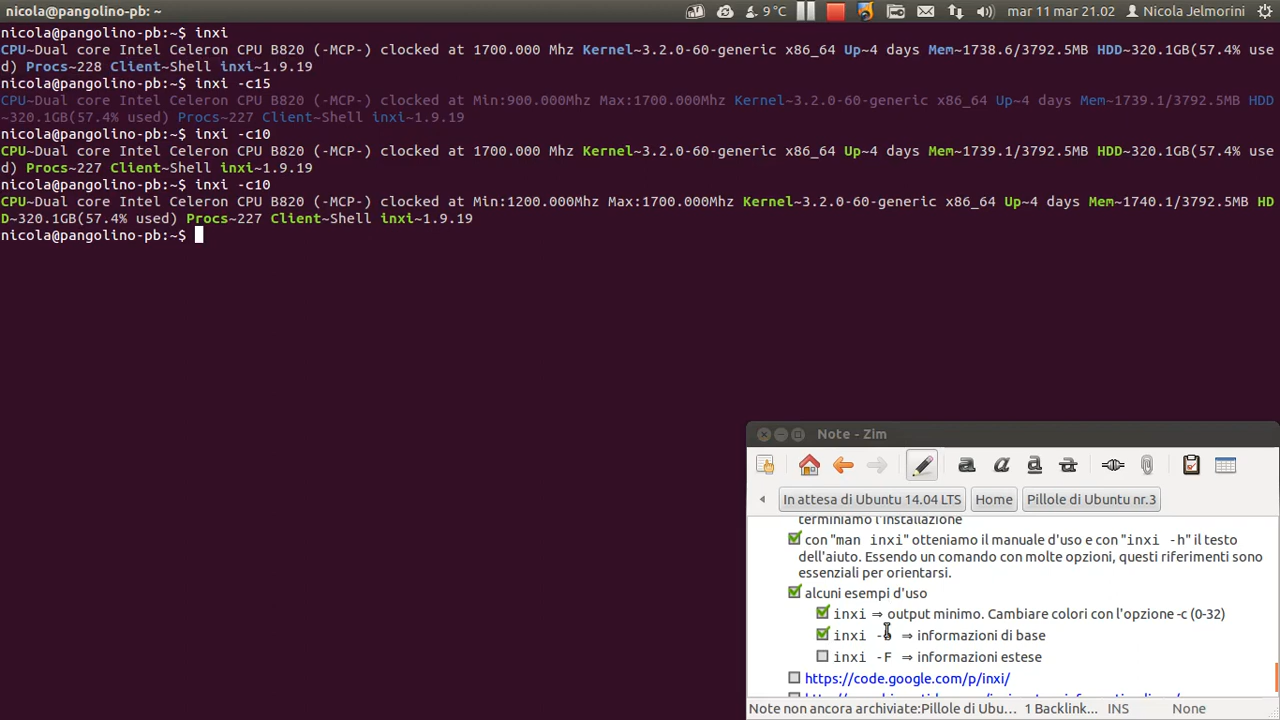 nicola@pangolino-pb: ~
9 °C
mar 11 mar 21.02
Nicola Jelmorini
nicola@pangolino-pb:~$ inxi
CPU~Dual core Intel Celeron CPU B820 (-MCP-) clocked at 1700.000 Mhz Kernel~3.2.0-60-generic x86_64 Up~4 days Mem~1738.6/3792.5MB HDD~320.1GB(57.4% use
d) Procs~228 Client~Shell inxi~1.9.19
nicola@pangolino-pb:~$ inxi -c15
CPU~Dual core Intel Celeron CPU B820 (-MCP-) clocked at Min:900.000Mhz Max:1700.000Mhz Kernel~3.2.0-60-generic x86_64 Up~4 days Mem~1739.1/3792.5MB HDD
~320.1GB(57.4% used) Procs~227 Client~Shell inxi~1.9.19
nicola@pangolino-pb:~$ inxi -c10
CPU~Dual core Intel Celeron CPU B820 (-MCP-) clocked at 1700.000 Mhz Kernel~3.2.0-60-generic x86_64 Up~4 days Mem~1739.1/3792.5MB HDD~320.1GB(57.4% use
d) Procs~227 Client~Shell inxi~1.9.19
nicola@pangolino-pb:~$ inxi -c10
CPU~Dual core Intel Celeron CPU B820 (-MCP-) clocked at Min:1200.000Mhz Max:1700.000Mhz Kernel~3.2.0-60-generic x86_64 Up~4 days Mem~1740.1/3792.5MB HD
D~320.1GB(57.4% used) Procs~227 Client~Shell inxi~1.9.19
nicola@pangolino-pb:~$
Note - Zim
a a a a
In attesa di Ubuntu 14.04 LTS
Home
Pillole di Ubuntu nr.3
terminiamo l'installazione
con "man inxi" otteniamo il manuale d'uso e con "inxi -h" il testo
dell'aiuto. Essendo un comando con molte opzioni, questi riferimenti sono
essenziali per orientarsi.
alcuni esempi d'uso
inxi ⇒ output minimo. Cambiare colori con l'opzione -c (0-32)
inxi - ⇒ informazioni di base
inxi -F ⇒ informazioni estese
https://code.google.com/p/inxi/
Note non ancora archiviate:Pillole di Ubu...
1 Backlink...
INS
None